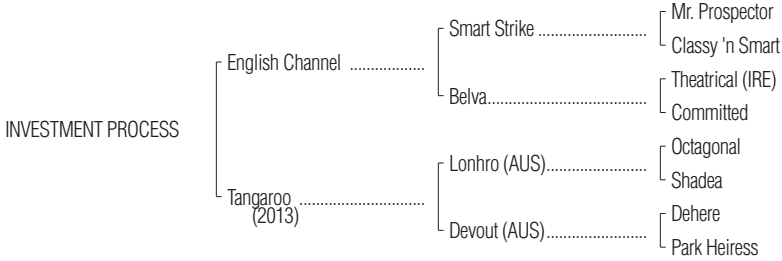 Mr. Prospector
Smart Strike ..........................
Classy 'n Smart
English Channel ..................
Theatrical (IRE)
Belva......................................
Committed
INVESTMENT PROCESS
Octagonal
Lonhro (AUS)........................
Shadea
Tangaroo ..............................
(2013)
Dehere
Devout (AUS)........................
Park Heiress